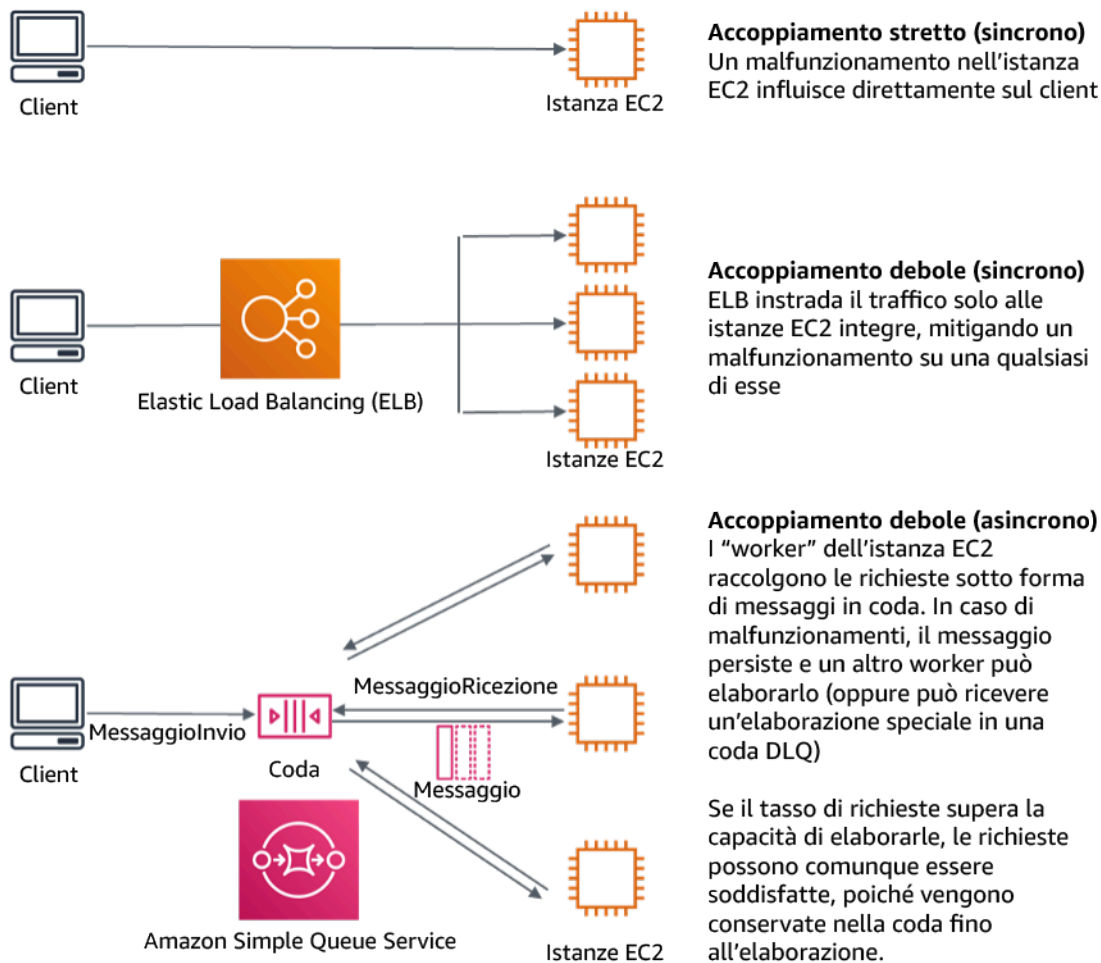 Client
Istanza EC2
Accoppiamento stretto (sincrono)
Un malfunzionamento nell'istanza
EC2 influisce direttamente sul client
Client
Elastic Load Balancing (ELB)
Istanze EC2
Accoppiamento debole (sincrono)
ELB instrada il traffico solo alle
istanze EC2 integre, mitigando un
malfunzionamento su una qualsiasi
di esse
Client
MessaggioInvio
Coda
MessaggioRicezione
Messaggio
Amazon Simple Queue Service
Istanze EC2
Accoppiamento debole (asincrono)
I “worker” dell'istanza EC2
raccolgono le richieste sotto forma
di messaggi in coda. In caso di
malfunzionamenti, il messaggio
persiste e un altro worker può
elaborarlo (oppure può ricevere
un'elaborazione speciale in una
coda DLQ)
Se il tasso di richieste supera la
capacità di elaborarle, le richieste
possono comunque essere
soddisfatte, poiché vengono
conservate nella coda fino
all'elaborazione.